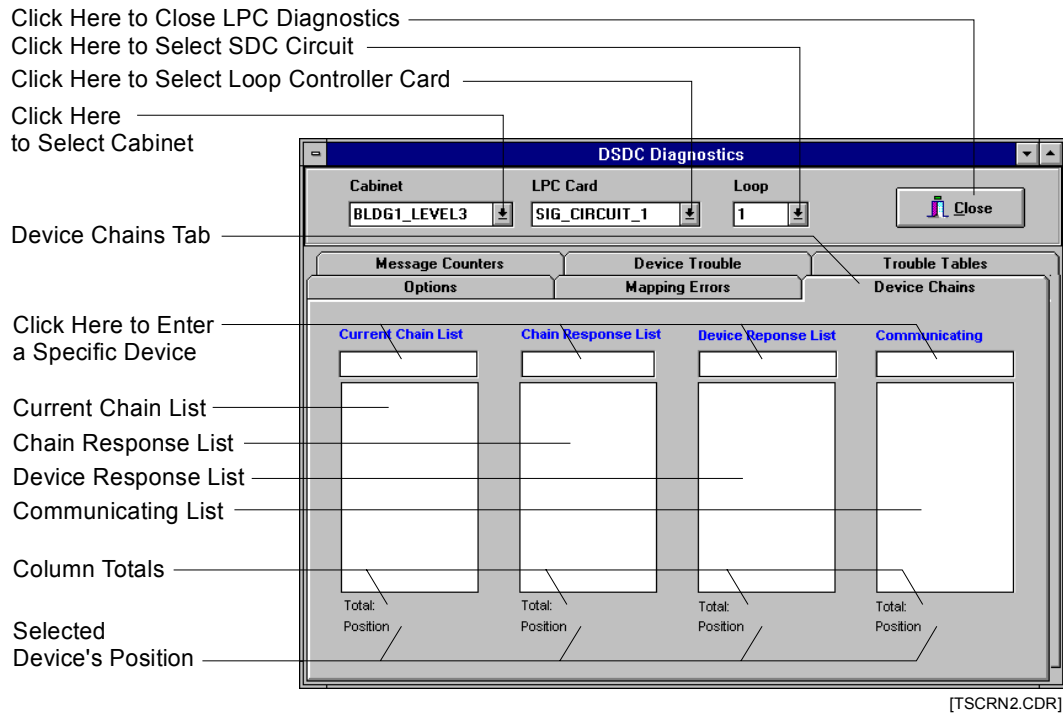 Click Here to Close LPC Diagnostics
Click Here to Select SDC Circuit
Click Here to Select Loop Controller Card
Click Here
to Select Cabinet
DSDC Diagnostics
Cabinet LPC Card Loop
BLDG1_LEVEL3 SIG_CIRCUIT_1 1 Close
Device Chains Tab
Message Counters Device Trouble Trouble Tables
Options Mapping Errors Device Chains
Click Here to Enter
a Specific Device
Current Chain List Chain Response List Device Reponse List Communicating
Current Chain List
Chain Response List
Device Response List
Communicating List
Column Totals
Total: Total: Total: Total:
Position Position Position Position
Selected
Device's Position
[TSCRN2.CDR]